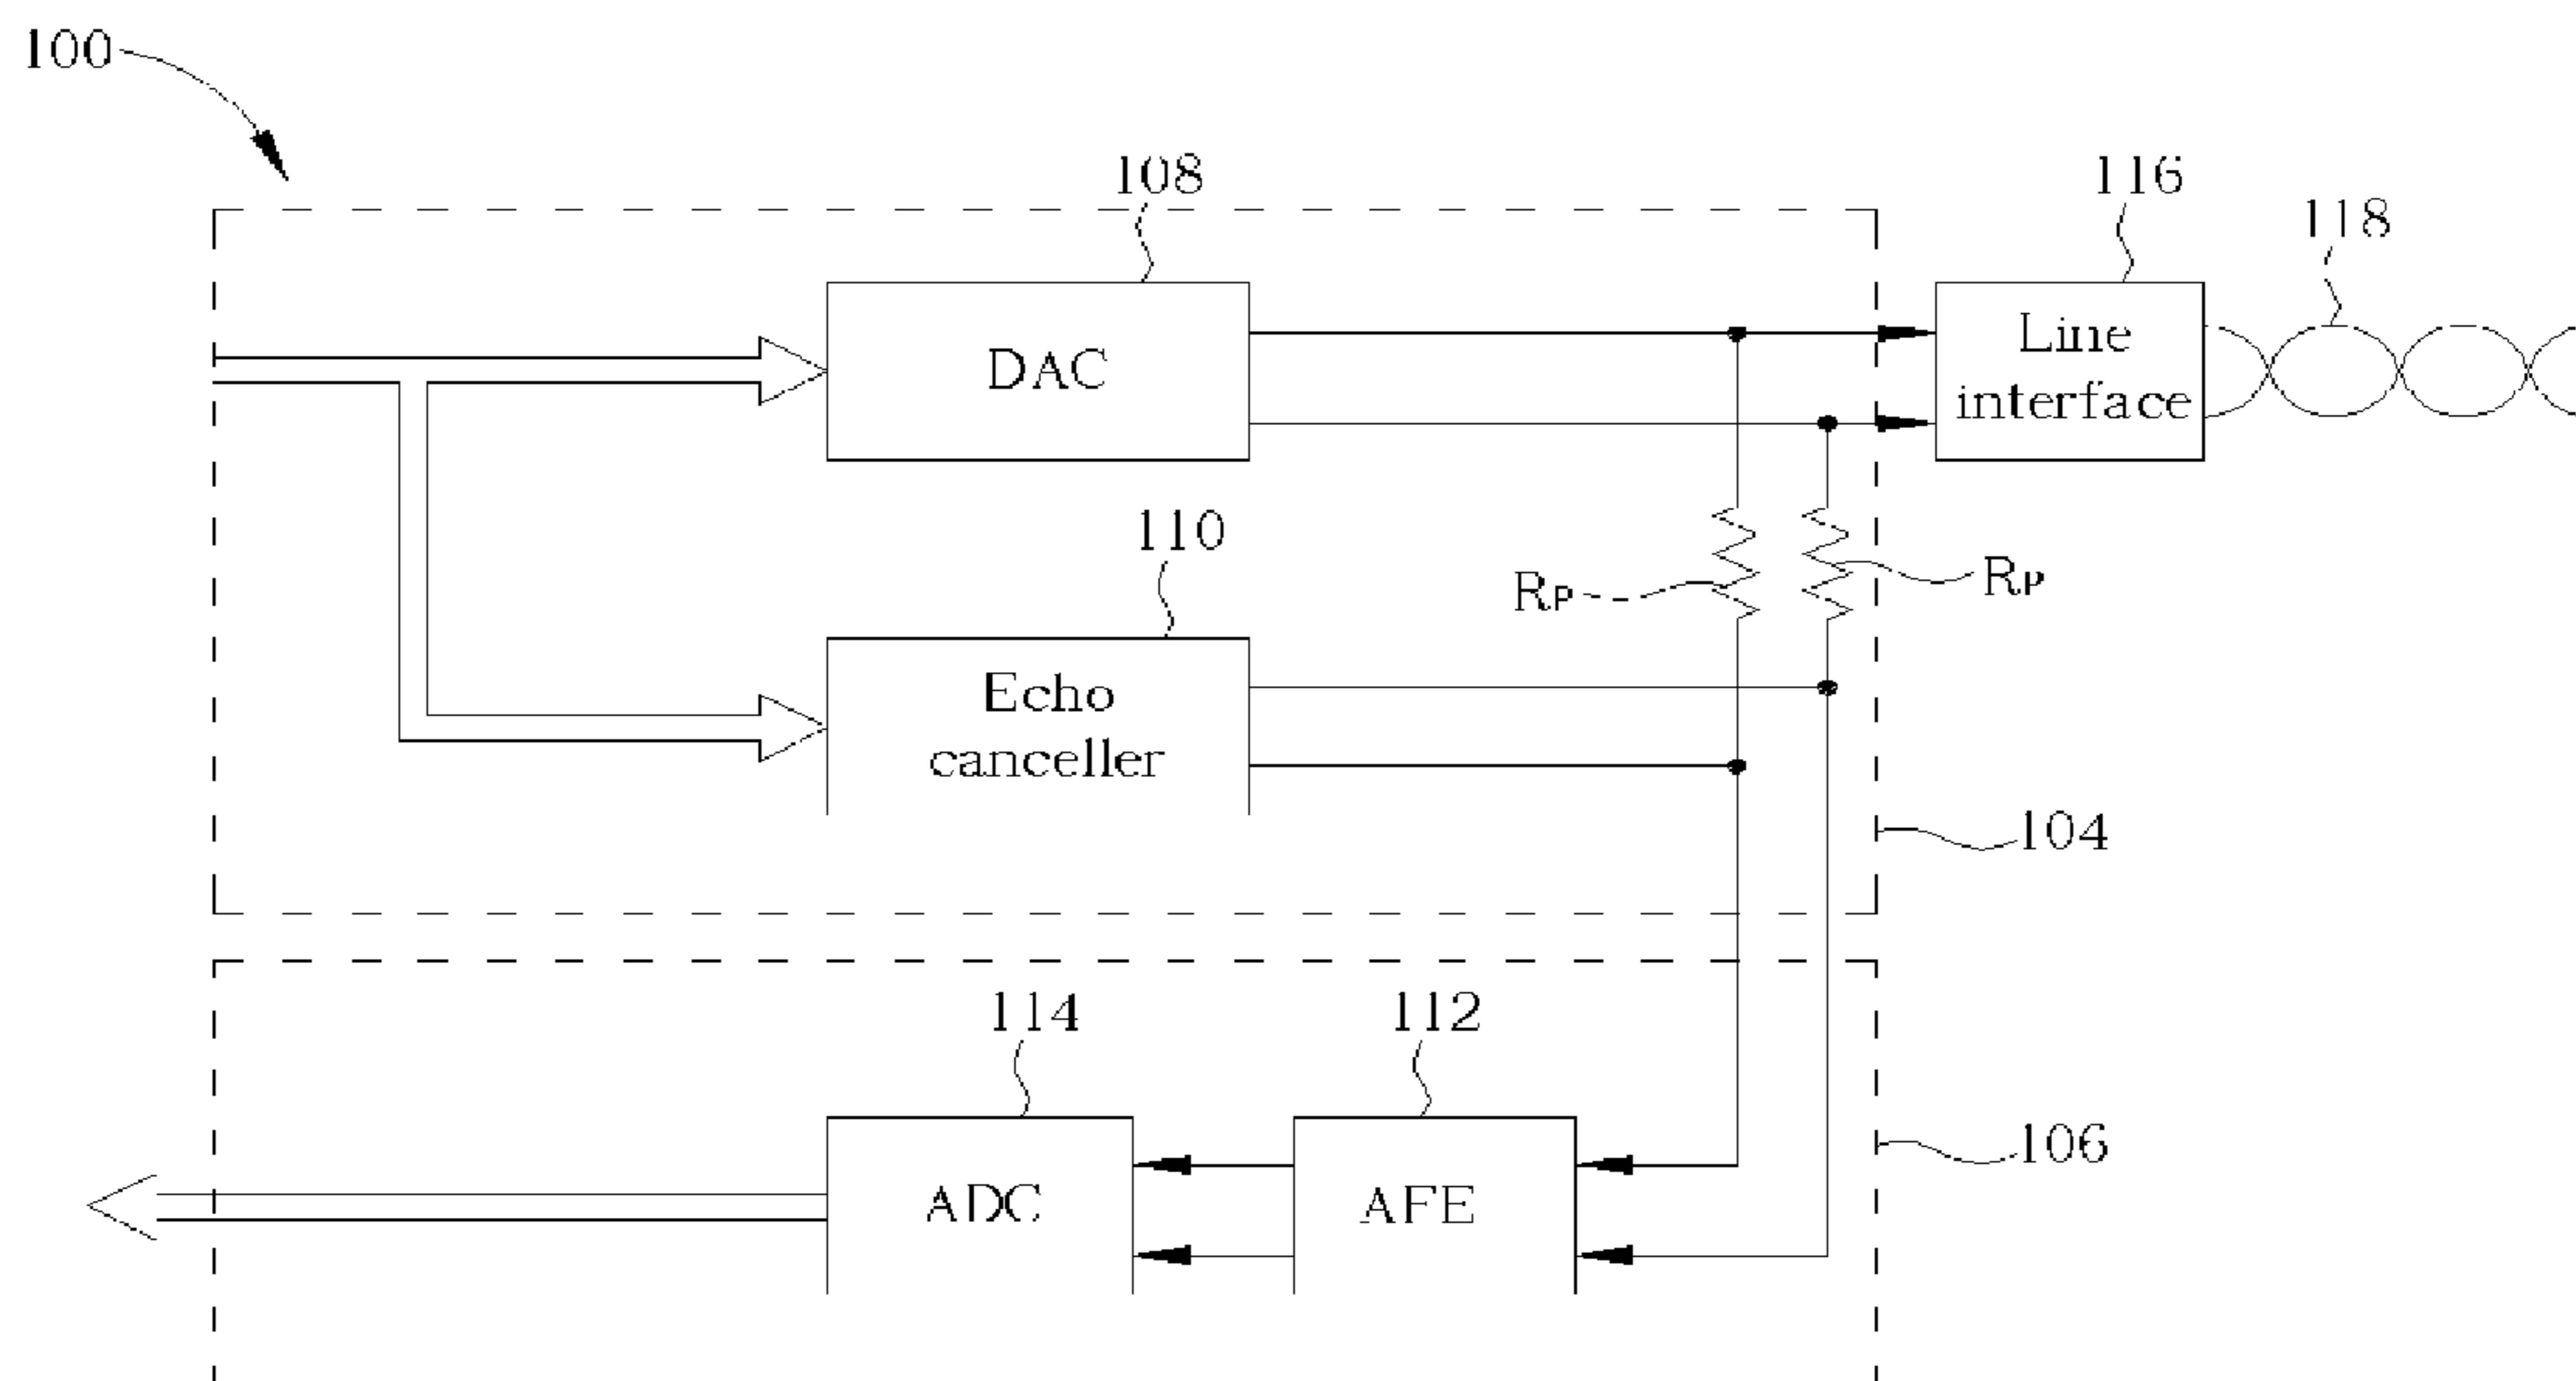 100
108
116
118
DAC
Line
interface
110
RP
RP
Echo
canceller
104
114
112
106
ADC
AFE